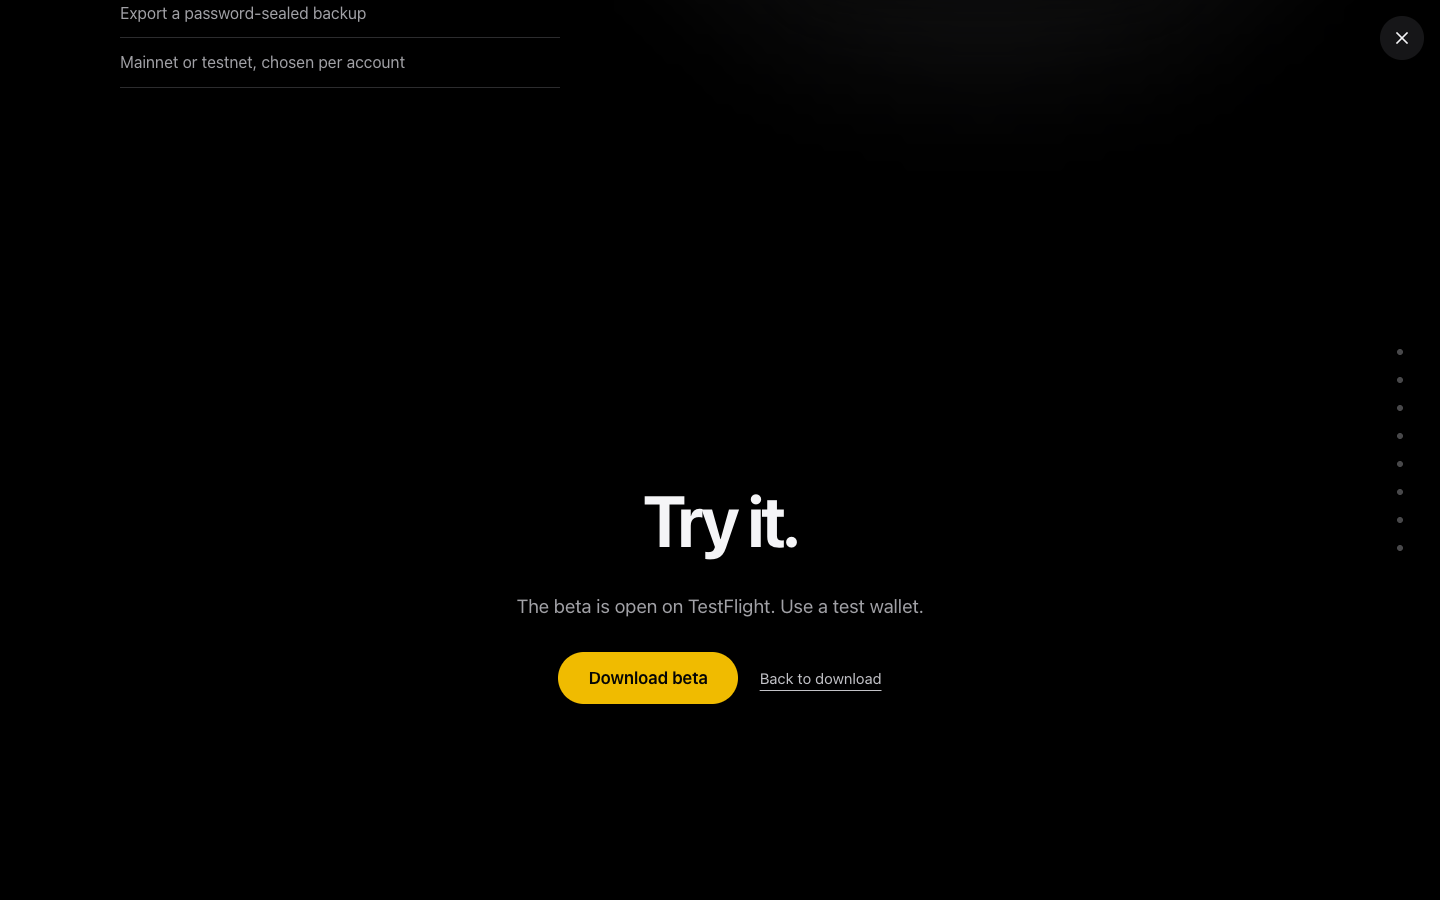 Export a password-sealed backup
Mainnet or testnet, chosen per account
Try it.
The beta is open on TestFlight. Use a test wallet.
Download beta
Back to download